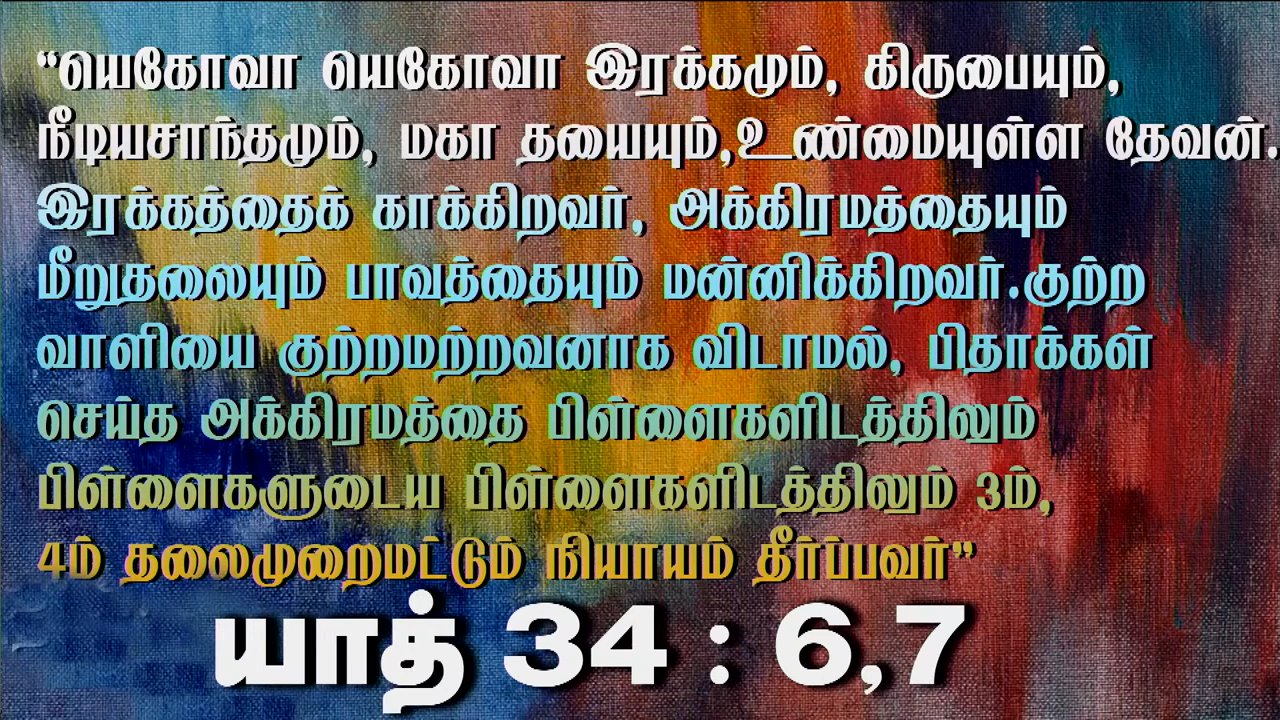 “யெகோவா யெகோவா இரக்கமும், கிருபையும்,
நீடியசாந்தமும், மகா தயையும்,உண்மையுள்ள தேவன்.
இரக்கத்தைக் காக்கிறவர், அக்கிரமத்தையும்
மீறுதலையும் பாவத்தையும் மன்னிக்கிறவர்.குற்ற
வாளியை குற்றமற்றவனாக விடாமல், பிதாக்கள்
செய்த அக்கிரமத்தை பிள்ளைகளிடத்திலும்
பிள்ளைகளுடைய பிள்ளைகளிடத்திலும் 3ம்,
4ம் தலைமுறைமட்டும் நியாயம் தீர்ப்பவர்”
யாத் 34 : 6,7